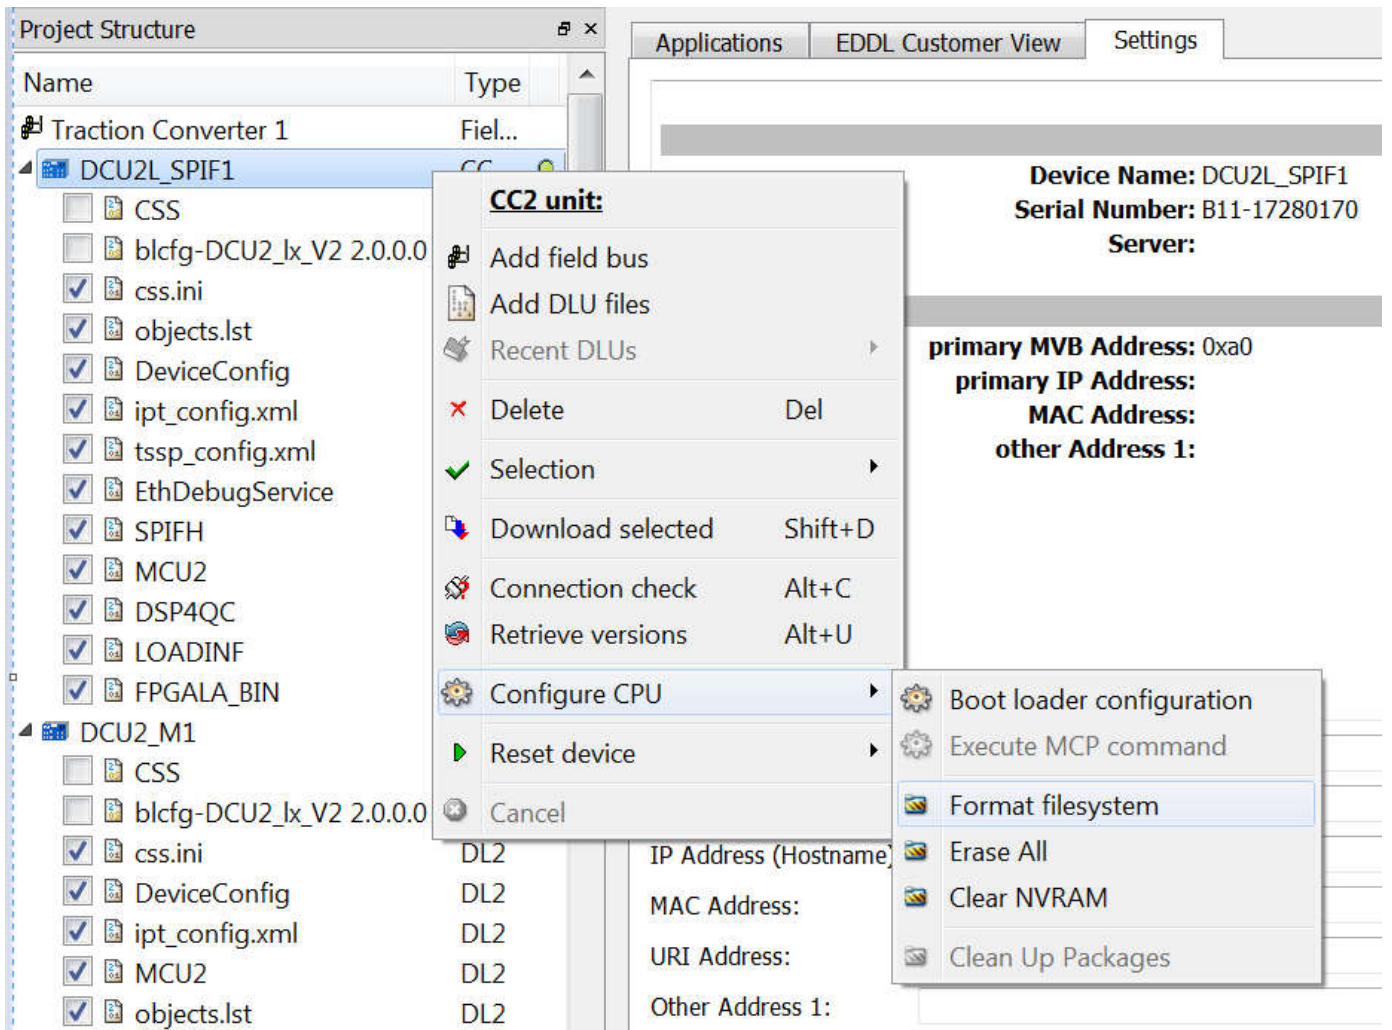 Project Structure
Name Type
Traction Converter 1 Fiel...
DCU2L_SPIF1
CSS
blcfg-DCU2_lx_V2 2.0.0.0
css.ini
objects.lst
DeviceConfig
ipt_config.xml
tssp_config.xml
EthDebugService
SPIFH
MCU2
DSP4QC
LOADINF
FPGALA_BIN
DCU2_M1
CSS
blcfg-DCU2_lx_V2 2.0.0.0
css.ini DL2
DeviceConfig DL2
ipt_config.xml DL2
MCU2 DL2
objects.lst DL2
CC2 unit:
Add field bus
Add DLU files
Recent DLUs
Delete Del
Selection
Download selected Shift+D
Connection check Alt+C
Retrieve versions Alt+U
Configure CPU
Reset device
Cancel
Boot loader configuration
Execute MCP command
Format filesystem
Erase All
Clear NVRAM
Clean Up Packages
Applications EDDL Customer View Settings
Device Name: DCU2L_SPIF1
Serial Number: B11-17280170
Server:
primary MVB Address: 0xa0
primary IP Address:
MAC Address:
other Address 1:
IP Address (Hostname)
MAC Address:
URI Address:
Other Address 1: